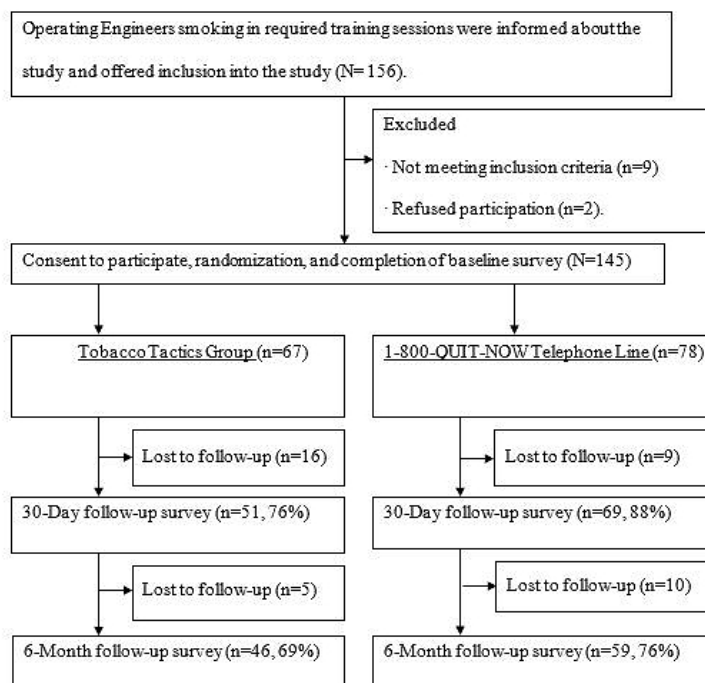 Operating Engineers smoking in required training sessions were informed about the
study and offered inclusion into the study (N=156).
Excluded
· Not meeting inclusion criteria (n=9)
· Refused participation (n=2).
Consent to participate, randomization, and completion of baseline survey (N=145)
Tobacco Tactics Group (n=67)
1-800-QUIT-NOW Telephone Line (n=78)
Lost to follow-up (n=16)
Lost to follow-up (n=9)
30-Day follow-up survey (n=51, 76%)
30-Day follow-up survey (n=69, 88%)
Lost to follow-up (n=5)
Lost to follow-up (n=10)
6-Month follow-up survey (n=46, 69%)
6-Month follow-up survey (n=59, 76%)